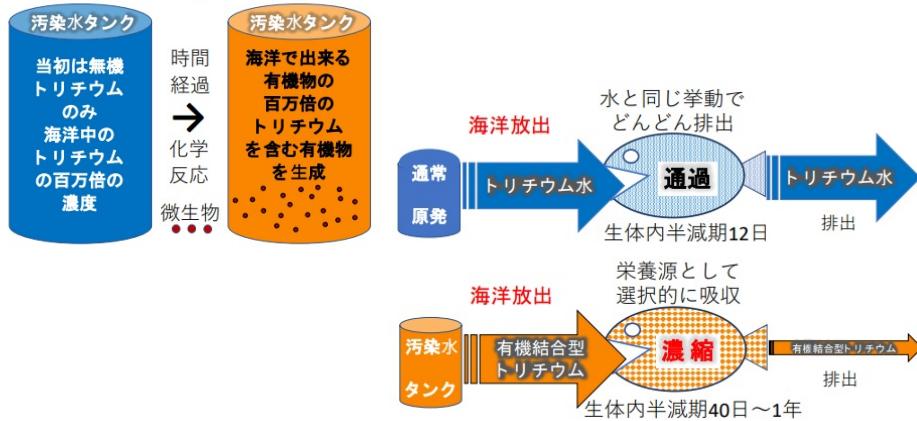 汚染水タンク
当初は無機
トリチウム
のみ
海洋中の
トリチウム
の百万倍の
濃度
時間
経過
→
化学
反応
微生物
汚染水タンク
海洋で出来る
有機物の
百万倍の
トリチウム
を含む有機物
を生成
海洋放出
水と同じ挙動で
どんどん排出
通常
原発
トリチウム水
通過
トリチウム水
生体内半減期12日
排出
海洋放出
栄養源として
選択的に吸収
汚染水
タンク
有機結合型
トリチウム
濃縮
有機結合型トリチウム
排出
生体内半減期40日～1年